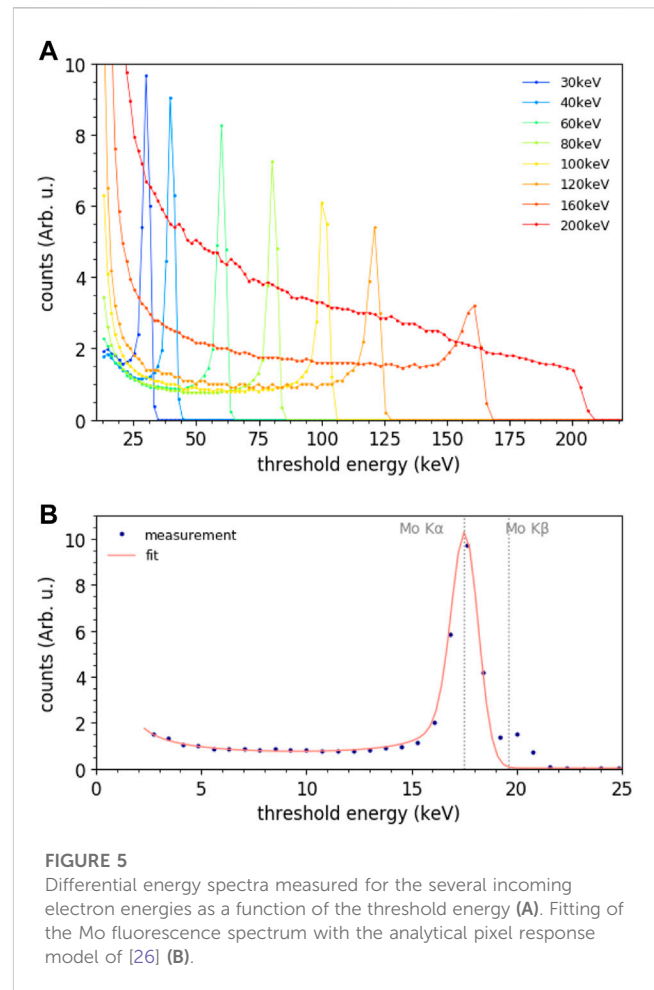 A
10
8
6
4
2
0
counts (Arb. u.)
30keV
40keV
60keV
80keV
100keV
120keV
160keV
200keV
25 50 75 100 125 150 175 200
threshold energy (keV)
B
10
8
6
4
2
0
counts (Arb. u.)
measurement
fit
Mo Kα Mo Kβ
0 5 10 15 20 25
threshold energy (keV)
FIGURE 5
Differential energy spectra measured for the several incoming
electron energies as a function of the threshold energy (A). Fitting of
the Mo fluorescence spectrum with the analytical pixel response
model of [26] (B).